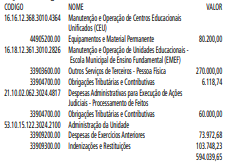 CODIGO NOME VALOR
16.16.12.368.3010.4364 Manutenção e Operação de Centros Educacionais
Unificados (CEU)
44905200.00 Equipamentos e Material Permanente 80.200,00
16.16.12.361.3010.2826 Manutenção e Operação de Unidades Educacionais -
Escola Municipal de Ensino Fundamental (EMEF)
33903600.00 Outros Serviços de Terceiros - Pessoa Física 270.000,00
33904700.00 Obrigações Tributárias e Contributivas 6.118,74
21.10.02.062.3024.4817 Despesas Administrativas para Execução de Ações
Judiciais - Processamento de Feitos
33904700.00 Obrigações Tributárias e Contributivas 60.000,00
53.10.15.122.3024.2100 Administração da Unidade
33909200.00 Despesas de Exercícios Anteriores 73.972,68
33909300.00 Indenizações e Restituições 103.748,23
594.039,65